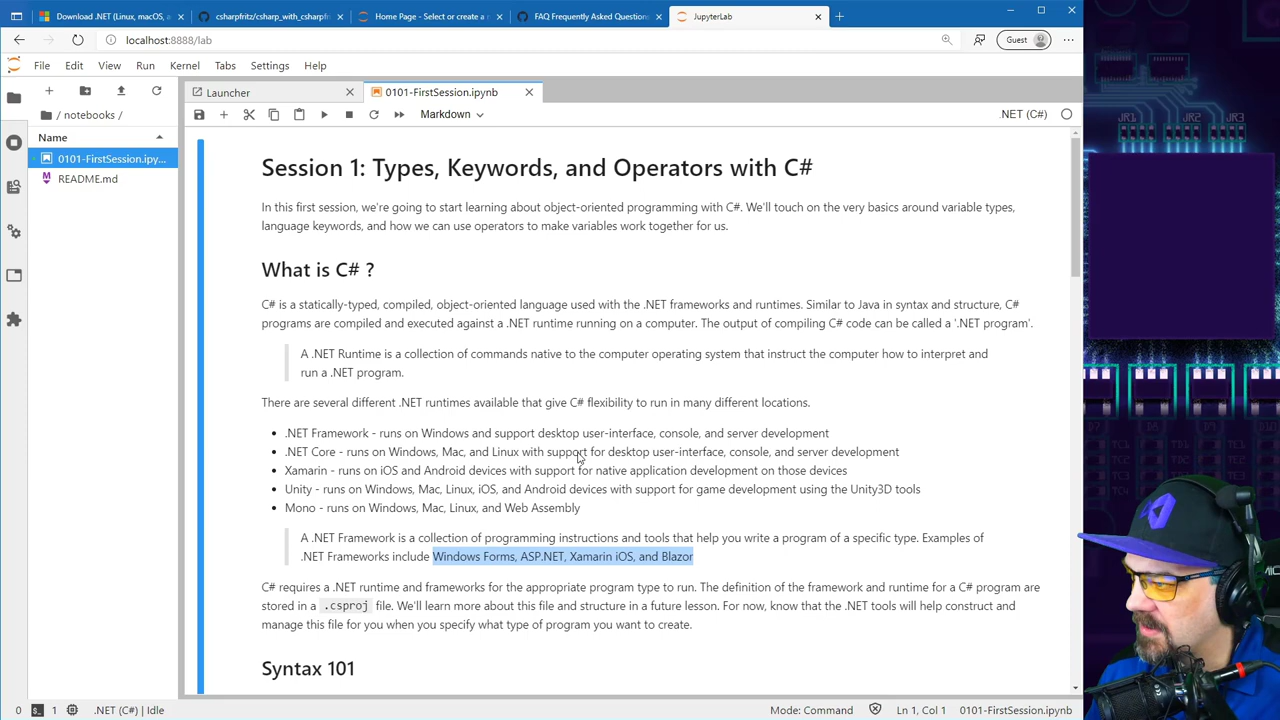 Download .NET (Linux, macOS,
csharpfritz/csharp_with_csharpf
Home Page - Select or create a n
FAQ Frequently Asked Questions
JupyterLab
localhost:8888/lab
Guest
File Edit View Run Kernel Tabs Settings Help
Launcher
0101-FirstSession.ipynb
/ notebooks /
Markdown
.NET (C#)
Name
0101-FirstSession.ipy...
README.md
Session 1: Types, Keywords, and Operators with C#
In this first session, we're going to start learning about object-oriented programming with C#. We'll touch on the very basics around variable types,
language keywords, and how we can use operators to make variables work together for us.
What is C# ?
C# is a statically-typed, compiled, object-oriented language used with the .NET frameworks and runtimes. Similar to Java in syntax and structure, C#
programs are compiled and executed against a .NET runtime running on a computer. The output of compiling C# code can be called a '.NET program'.
A .NET Runtime is a collection of commands native to the computer operating system that instruct the computer how to interpret and
run a .NET program.
There are several different .NET runtimes available that give C# flexibility to run in many different locations.
.NET Framework - runs on Windows and support desktop user-interface, console, and server development
.NET Core - runs on Windows, Mac, and Linux with support for desktop user-interface, console, and server development
Xamarin - runs on iOS and Android devices with support for native application development on those devices
Unity - runs on Windows, Mac, Linux, iOS, and Android devices with support for game development using the Unity3D tools
Mono - runs on Windows, Mac, Linux, and Web Assembly
A .NET Framework is a collection of programming instructions and tools that help you write a program of a specific type. Examples of
.NET Frameworks include Windows Forms, ASP.NET, Xamarin iOS, and Blazor
C# requires a .NET runtime and frameworks for the appropriate program type to run. The definition of the framework and runtime for a C# program are
stored in a .csproj file. We'll learn more about this file and structure in a future lesson. For now, know that the .NET tools will help construct and
manage this file for you when you specify what type of program you want to create.
Syntax 101
0 1 .NET (C#) | Idle
Mode: Command Ln 1, Col 1 0101-FirstSession.ipynb
JR1 JR2 JR3
D7